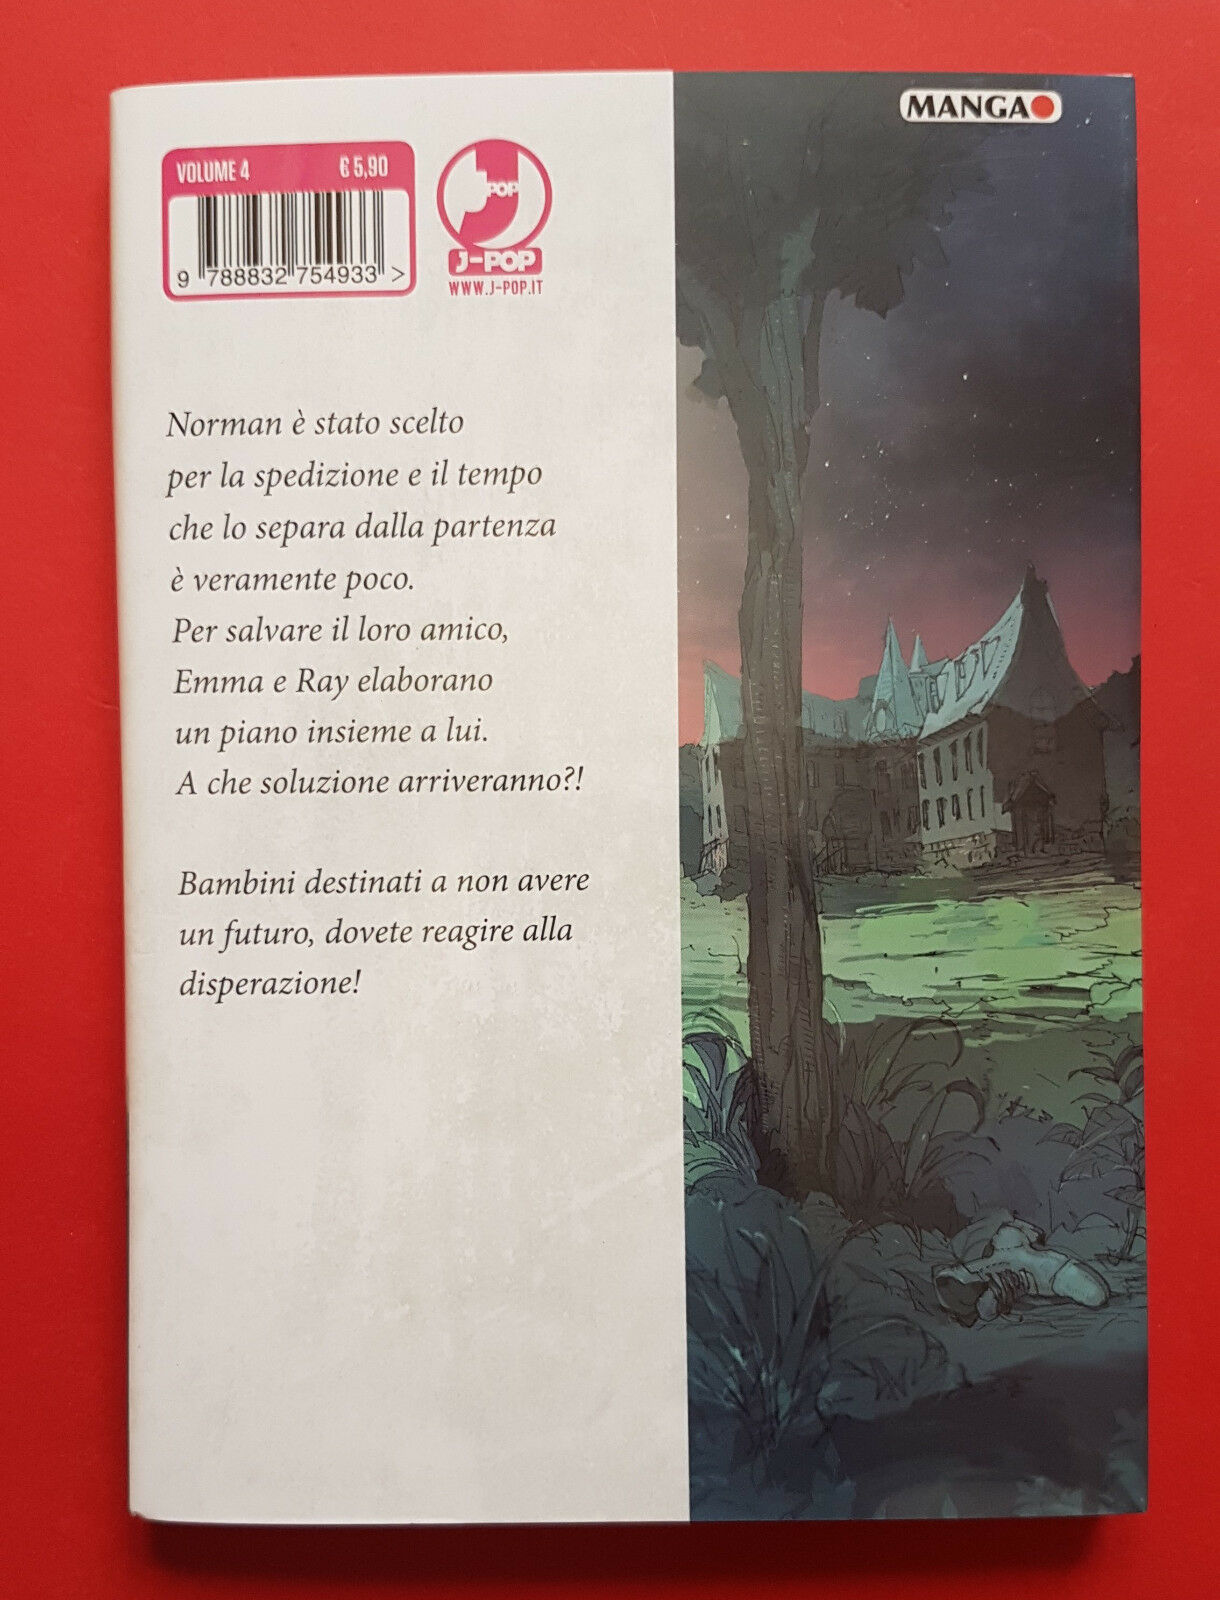 MANGA
VOLUME 4 € 5,90
9 788832 754933 >
POP
J-POP
WWW.J-POP.IT
Norman è stato scelto
per la spedizione e il tempo
che lo separa dalla partenza
è veramente poco.
Per salvare il loro amico,
Emma e Ray elaborano
un piano insieme a lui.
A che soluzione arriveranno?!
Bambini destinati a non avere
un futuro, dovete reagire alla
disperazione!